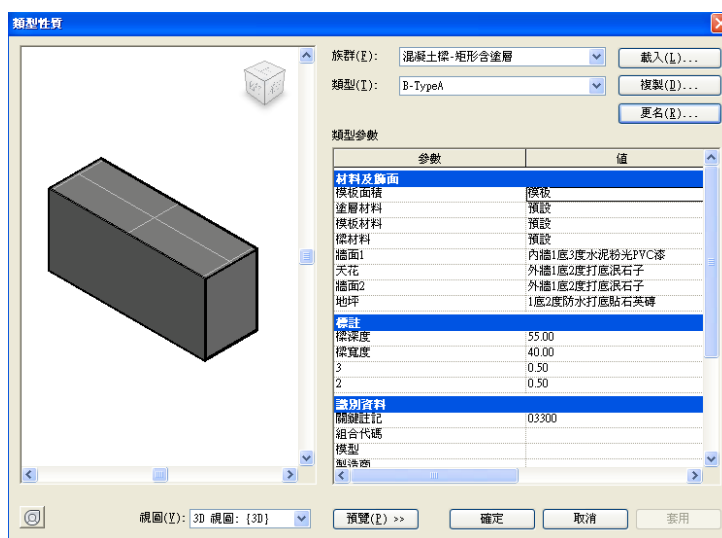 類型性質
族群(F): 混凝土樑-矩形含塗層 載入(L)...
類型(T): B-TypeA 複製(D)...
更名(R)...
類型參數
參數 值
材料及飾面
模板面積 模板
塗層材料 預設
模板材料 預設
樑材料 預設
牆面1 內牆1底3度水泥粉光PVC漆
天花 外牆1底2度打底泯石子
牆面2 外牆1底2度打底泯石子
地坪 1底2度防水打底貼石英磚
標註
樑深度 55.00
樑寬度 40.00
3 0.50
2 0.50
識別資料
關鍵註記 03300
組合代碼
模型
製造商
視圖(V): 3D 視圖: {3D} 預覽(P) >> 確定 取消 套用